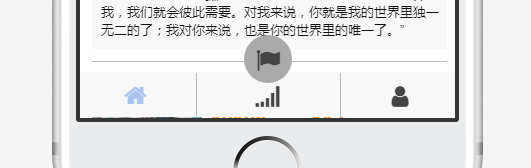 我，我们就会彼此需要。对我来说，你就是我的世界里独一
无二的了；我对你来说，也是你的世界里的唯一了。”